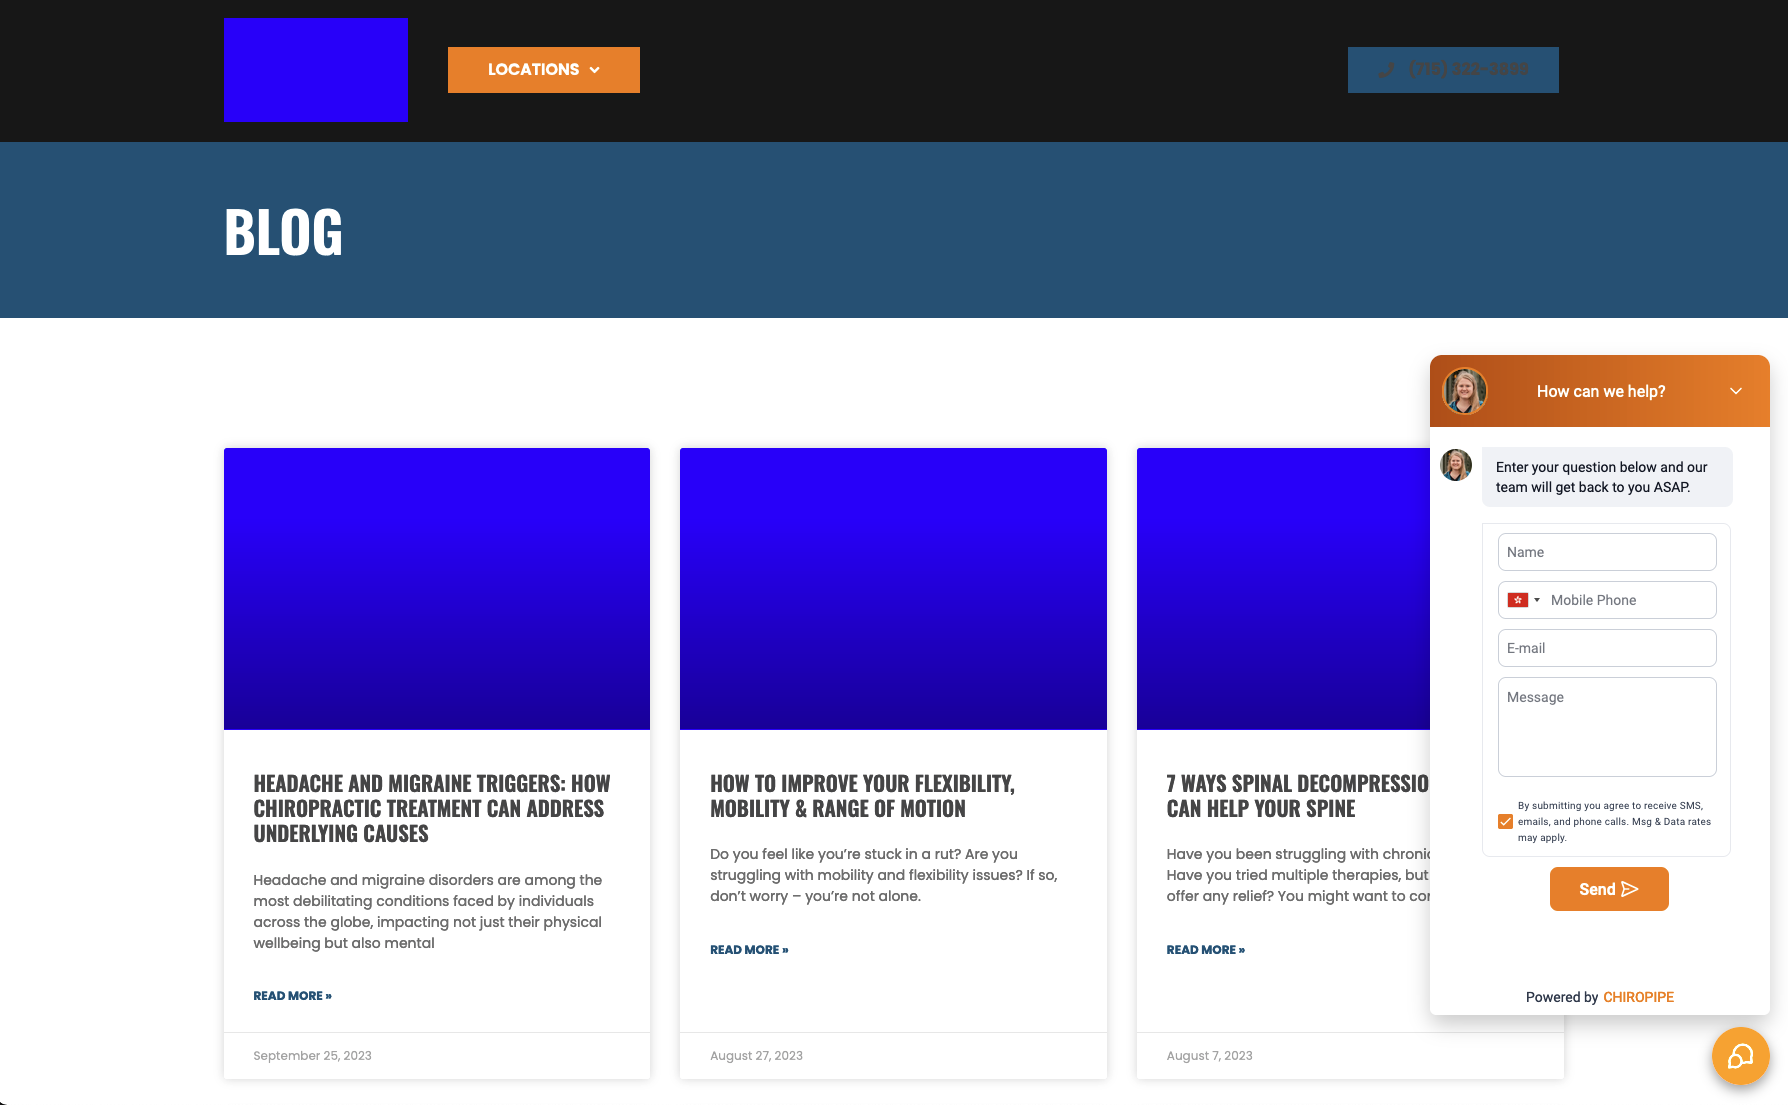 LOCATIONS
BLOG
HEADACHE AND MIGRAINE TRIGGERS: HOW
CHIROPRACTIC TREATMENT CAN ADDRESS
UNDERLYING CAUSES
Headache and migraine disorders are among the
most debilitating conditions faced by individuals
across the globe, impacting not just their physical
wellbeing but also mental
READ MORE »
September 25, 2023
HOW TO IMPROVE YOUR FLEXIBILITY,
MOBILITY & RANGE OF MOTION
Do you feel like you're stuck in a rut? Are you
struggling with mobility and flexibility issues? If so,
don't worry – you're not alone.
READ MORE »
August 27, 2023
7 WAYS SPINAL DECOMPRESSIO
CAN HELP YOUR SPINE
Have you been struggling with chronic
Have you tried multiple therapies, but
offer any relief? You might want to
READ MORE »
August 7, 2023
How can we help?
Enter your question below and our
team will get back to you ASAP.
Name
Mobile Phone
E-mail
Message
By submitting you agree to receive SMS,
emails, and phone calls. Msg & Data rates
may apply.
Send
Powered by CHIROPIPE